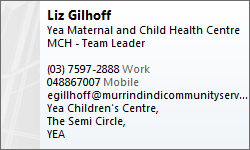 Liz Gilhoff
Yea Maternal and Child Health Centre
MCH - Team Leader
(03) 7597-2888 Work
048867007 Mobile
egillhoff@murrindindicommunityserv...
Yea Children's Centre,
The Semi Circle,
YEA